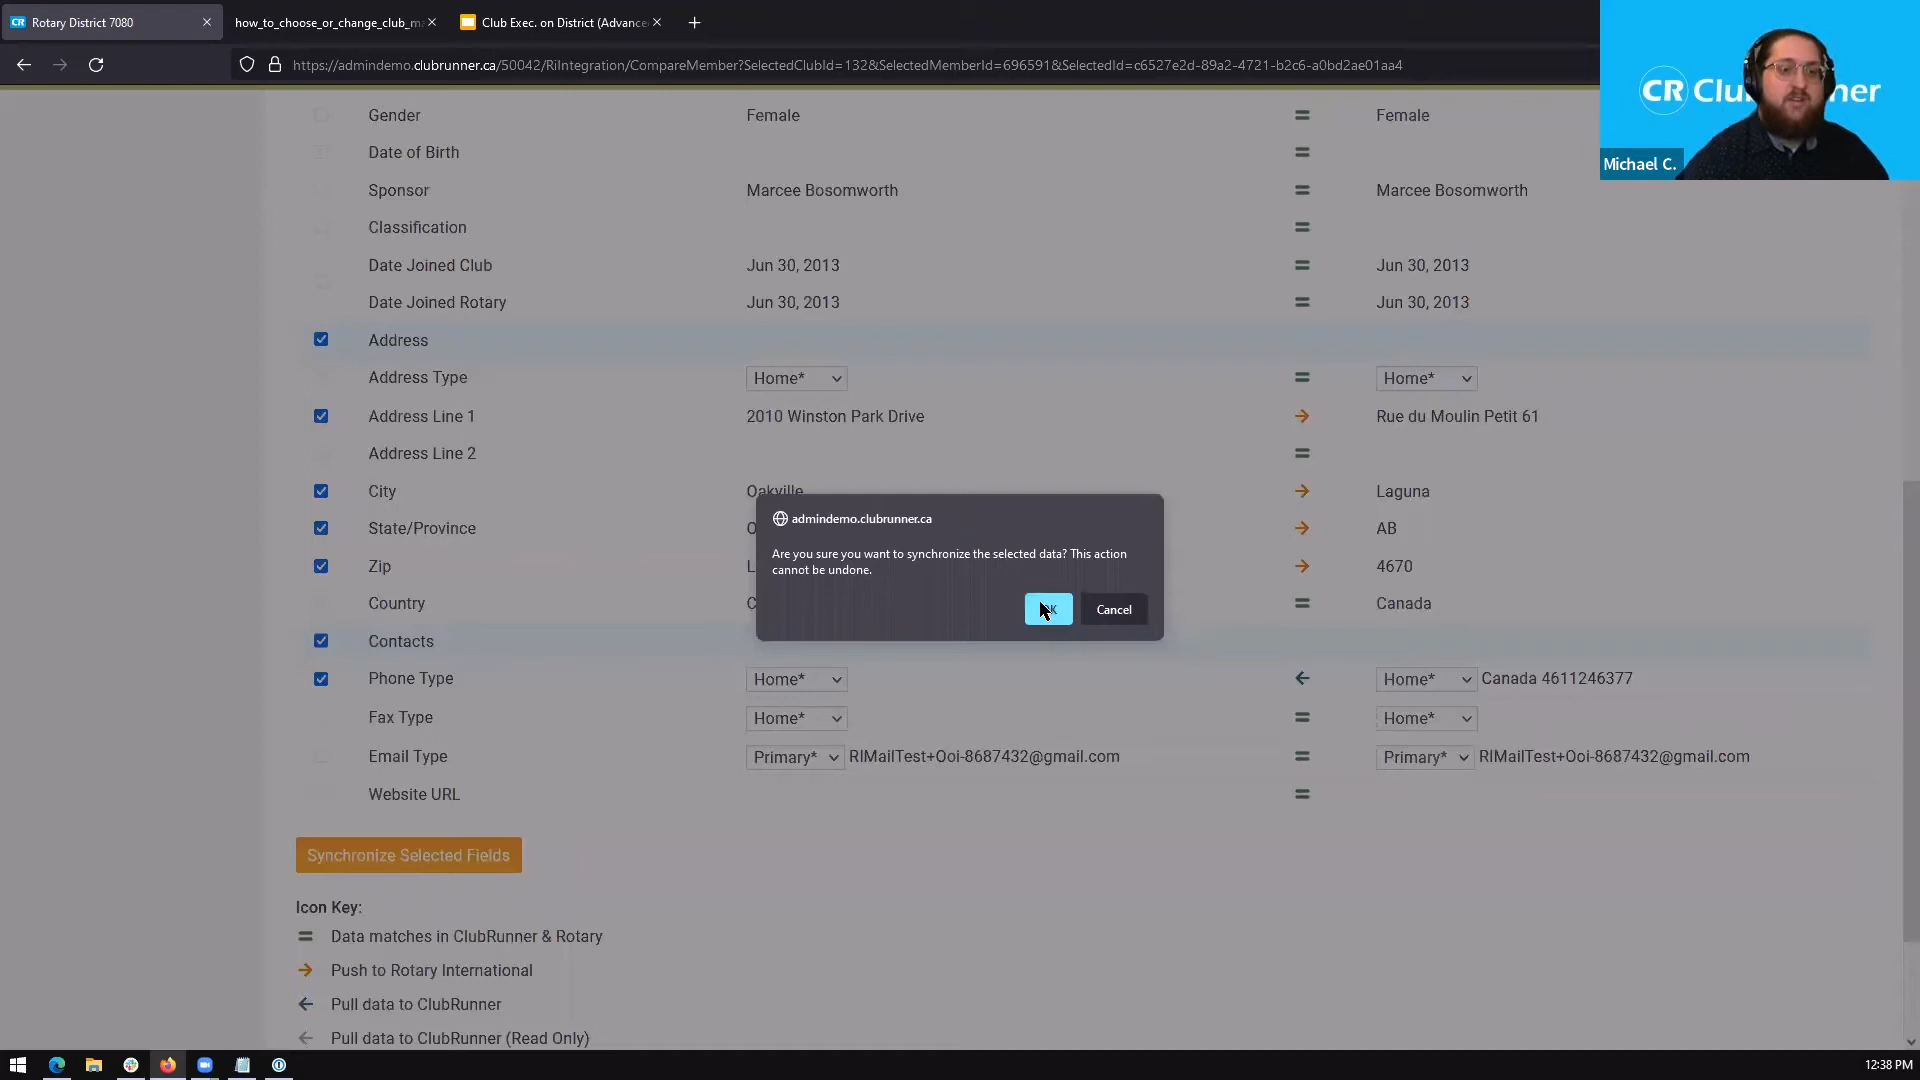 Rotary District 7080
how_to_choose_or_change_club_m
Club Exec. on District (Advance
https://admindemo.clubrunner.ca/50042/RiIntegration/CompareMember?SelectedClubId=132&SelectedMemberId=696591&SelectedId=c6527e2d-89a2-4721-b2c6-a0bd2ae01aa4
CR Clu ner
Michael C.
Gender Female = Female
Date of Birth =
Sponsor Marcee Bosomworth = Marcee Bosomworth
Classification =
Date Joined Club Jun 30, 2013 = Jun 30, 2013
Date Joined Rotary Jun 30, 2013 = Jun 30, 2013
Address
Address Type Home* = Home*
Address Line 1 2010 Winston Park Drive → Rue du Moulin Petit 61
Address Line 2 =
City Oakville → Laguna
State/Province O → AB
Zip L → 4670
Country C = Canada
admindemo.clubrunner.ca
Are you sure you want to synchronize the selected data? This action
cannot be undone.
Cancel
Contacts
Phone Type Home* ← Home* Canada 4611246377
Fax Type Home* = Home*
Email Type Primary* RIMailTest+Ooi-8687432@gmail.com = Primary* RIMailTest+Ooi-8687432@gmail.com
Website URL =
Synchronize Selected Fields
Icon Key:
= Data matches in ClubRunner & Rotary
→ Push to Rotary International
← Pull data to ClubRunner
← Pull data to ClubRunner (Read Only)
12:38 PM